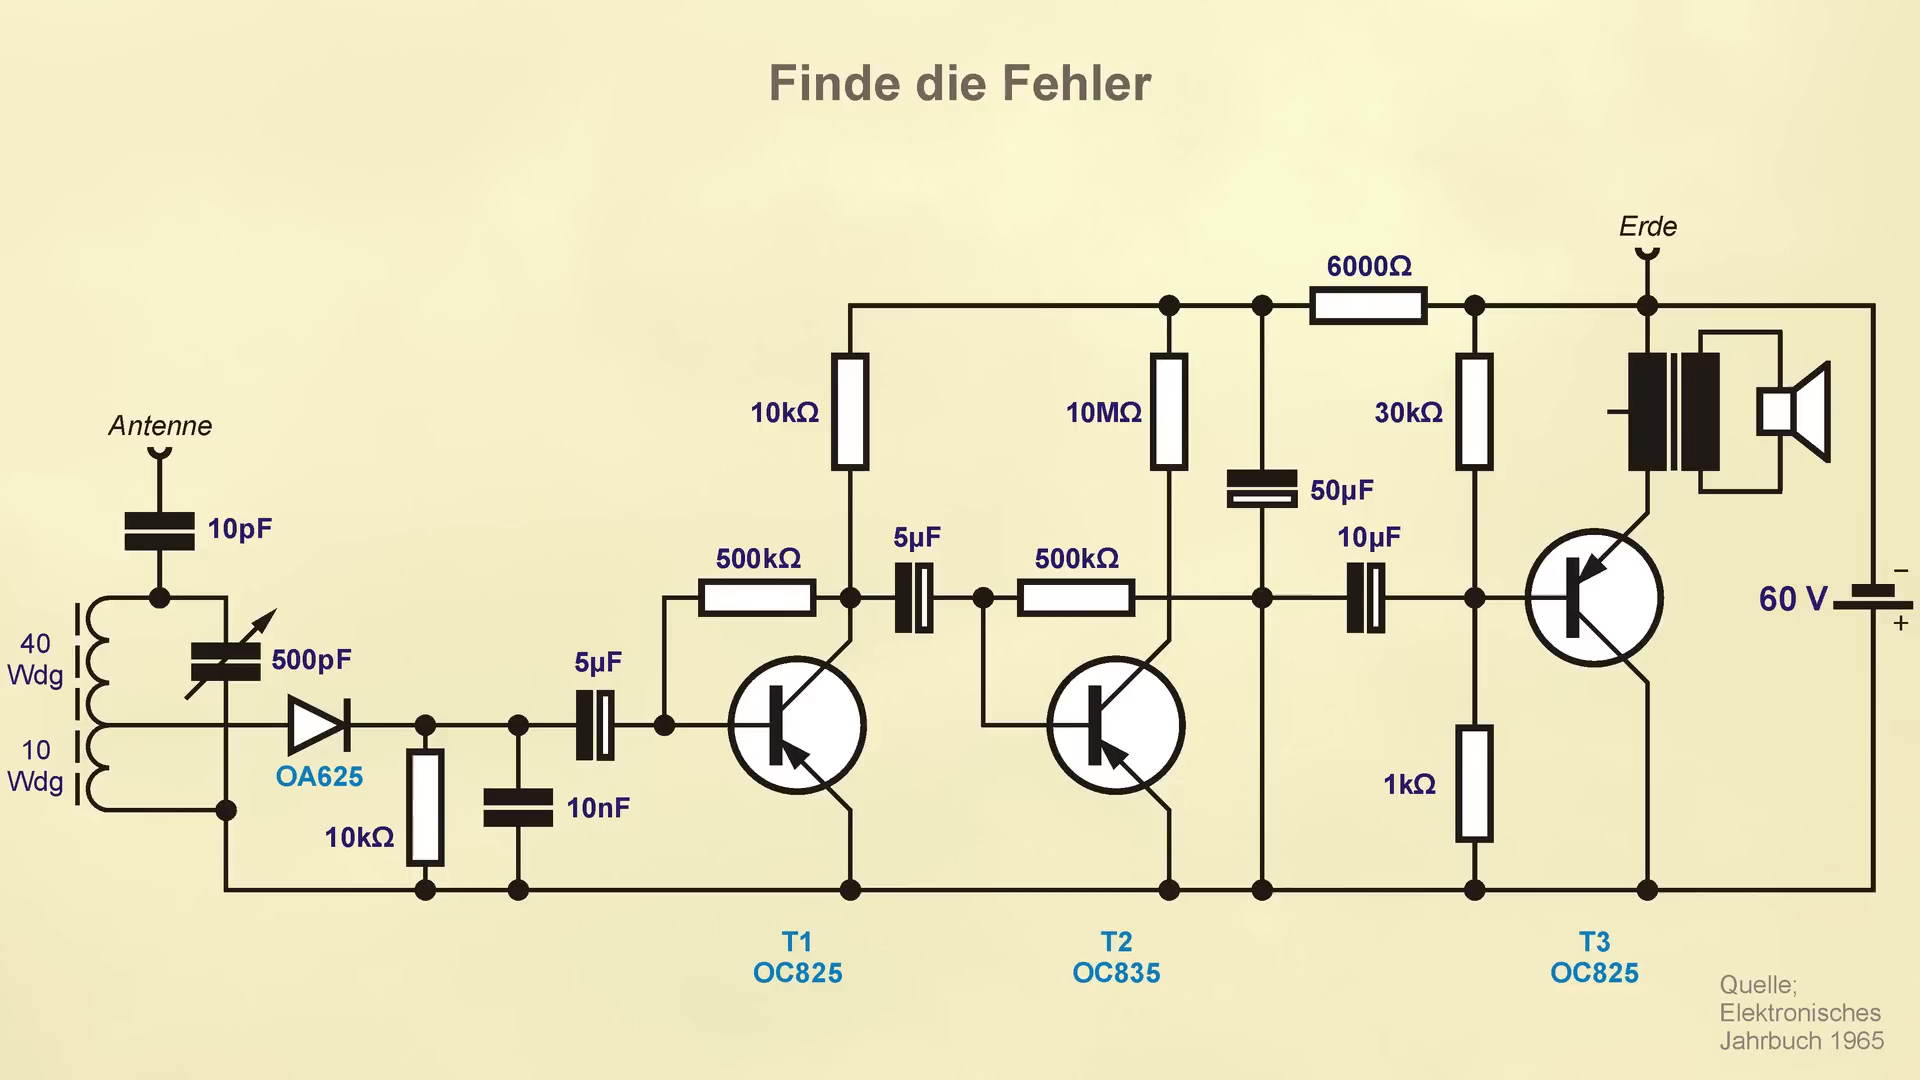 Finde die Fehler
Erde
6000Ω
Antenne
10kΩ
10MΩ
30kΩ
50µF
10pF
500kΩ
5µF
500kΩ
10µF
60 V
−
+
40
Wdg
500pF
5µF
10
Wdg
OA625
10kΩ
10nF
1kΩ
T1
OC825
T2
OC835
T3
OC825
Quelle;
Elektronisches
Jahrbuch 1965